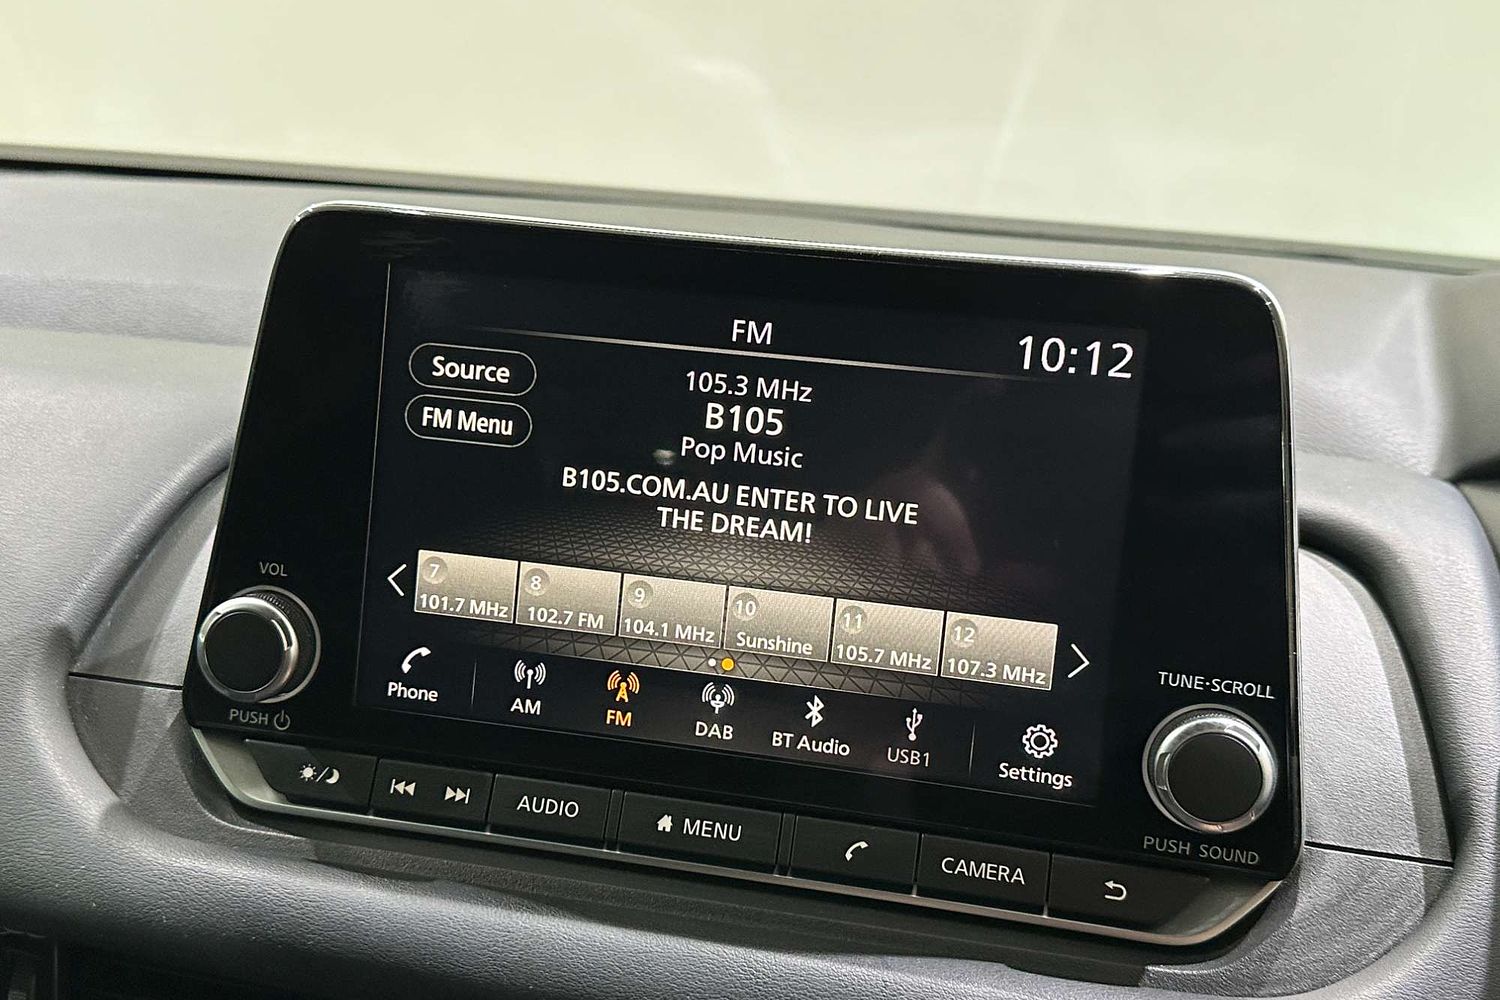 FM
10:12
Source
105.3 MHz
FM Menu
B105
Pop Music
B105.COM.AU ENTER TO LIVE
THE DREAM!
7
101.7 MHz
8
102.7 FM
9
104.1 MHz
10
Sunshine
11
105.7 MHz
12
107.3 MHz
Phone
AM
FM
DAB
BT Audio
USB1
Settings
VOL
PUSH
TUNE·SCROLL
PUSH SOUND
AUDIO
MENU
CAMERA